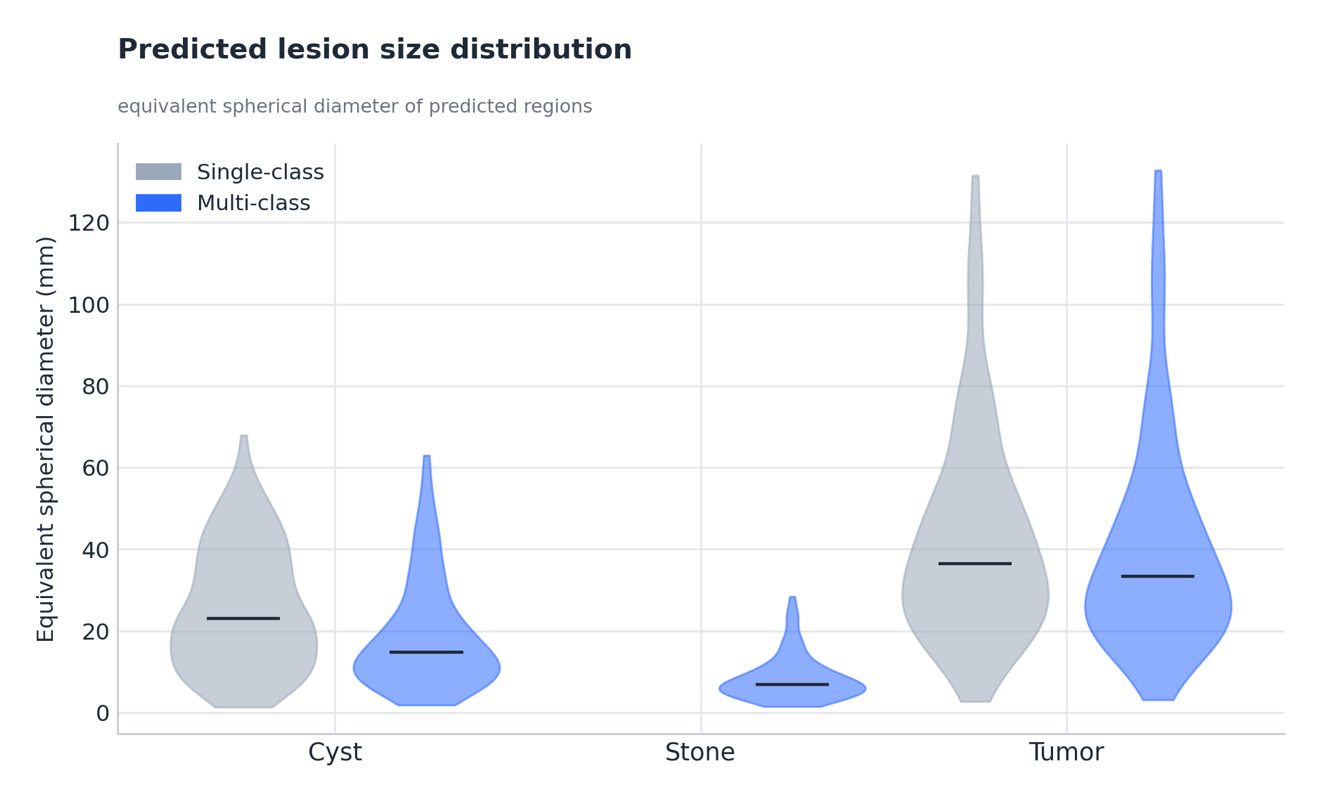 Predicted lesion size distribution
equivalent spherical diameter of predicted regions
Single-class
Multi-class
Equivalent spherical diameter (mm)
120
100
80
60
40
20
0
Cyst
Stone
Tumor